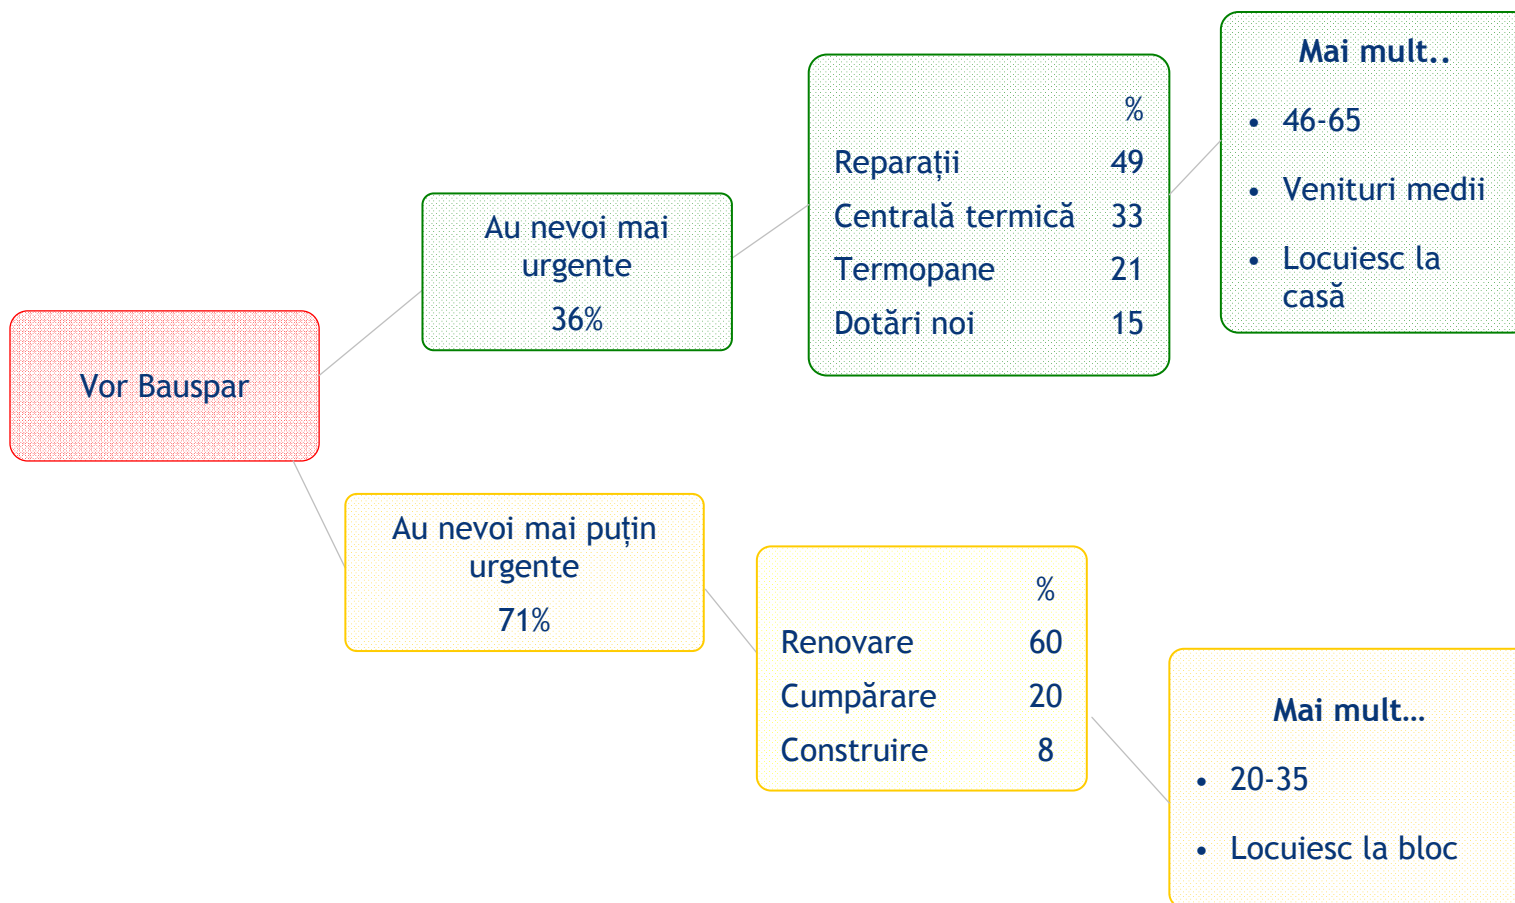 Vor Bauspar
Au nevoi mai
urgente
36%
%
Reparații 49
Centrală termică 33
Termopane 21
Dotări noi 15
Mai mult..
• 46-65
• Venituri medii
• Locuiesc la
casă
Au nevoi mai puțin
urgente
71%
%
Renovare 60
Cumpărare 20
Construire 8
Mai mult…
• 20-35
• Locuiesc la bloc